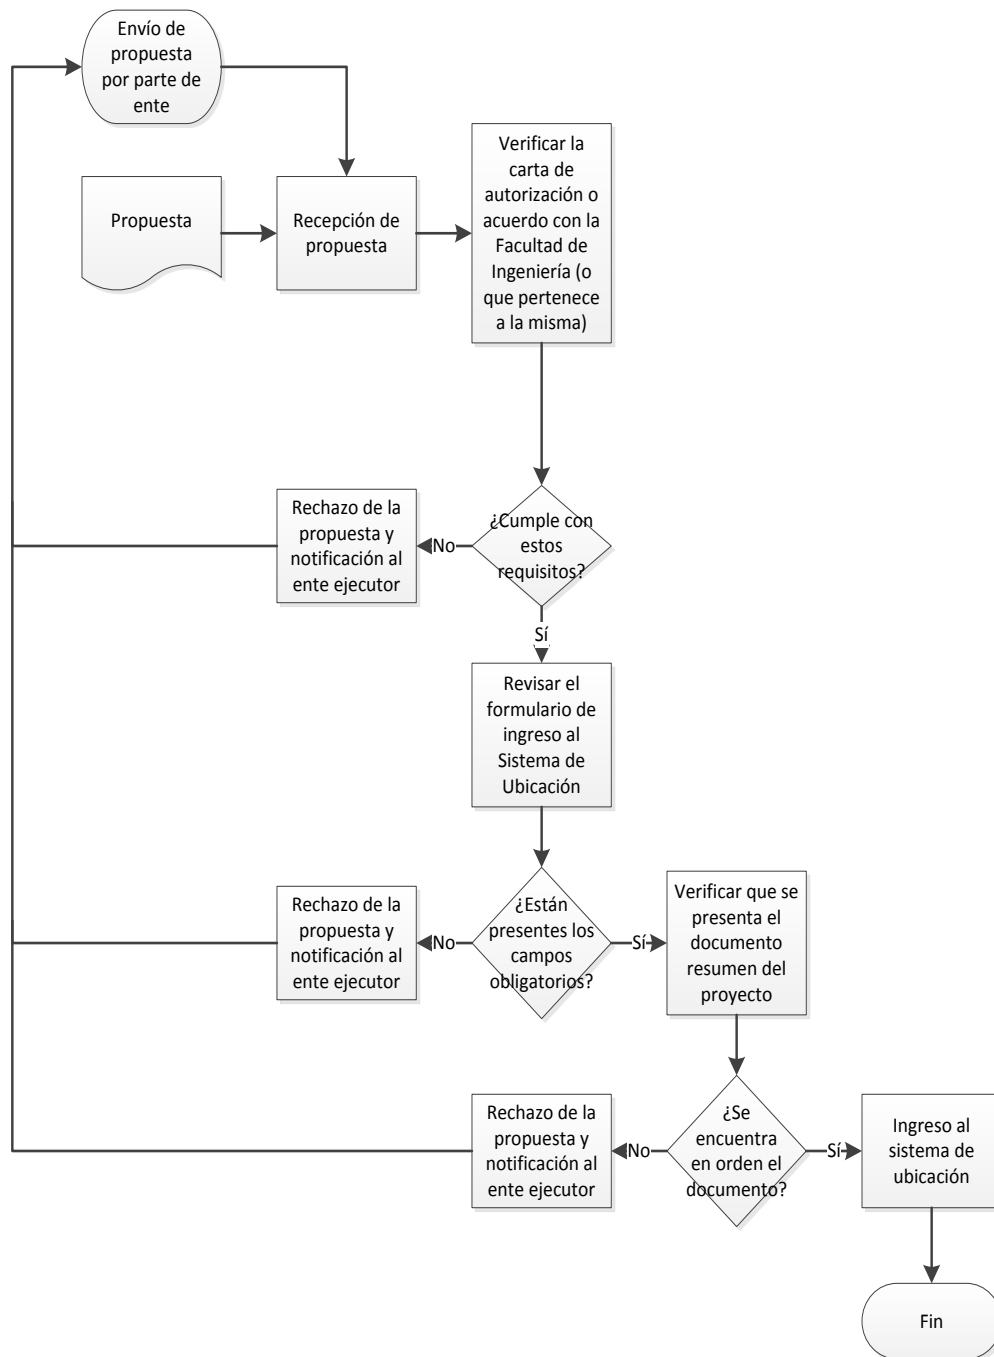 Envío de
propuesta
por parte de
ente
Propuesta
Recepción de
propuesta
Verificar la
carta de
autorización o
acuerdo con la
Facultad de
Ingeniería (o
que pertenece
a la misma)
¿Cumple con
estos
requisitos?
No
Rechazo de la
propuesta y
notificación al
ente ejecutor
Sí
Revisar el
formulario de
ingreso al
Sistema de
Ubicación
¿Están
presentes los
campos
obligatorios?
No
Rechazo de la
propuesta y
notificación al
ente ejecutor
Sí
Verificar que se
presenta el
documento
resumen del
proyecto
¿Se
encuentra
en orden el
documento?
No
Rechazo de la
propuesta y
notificación al
ente ejecutor
Sí
Ingreso al
sistema de
ubicación
Fin